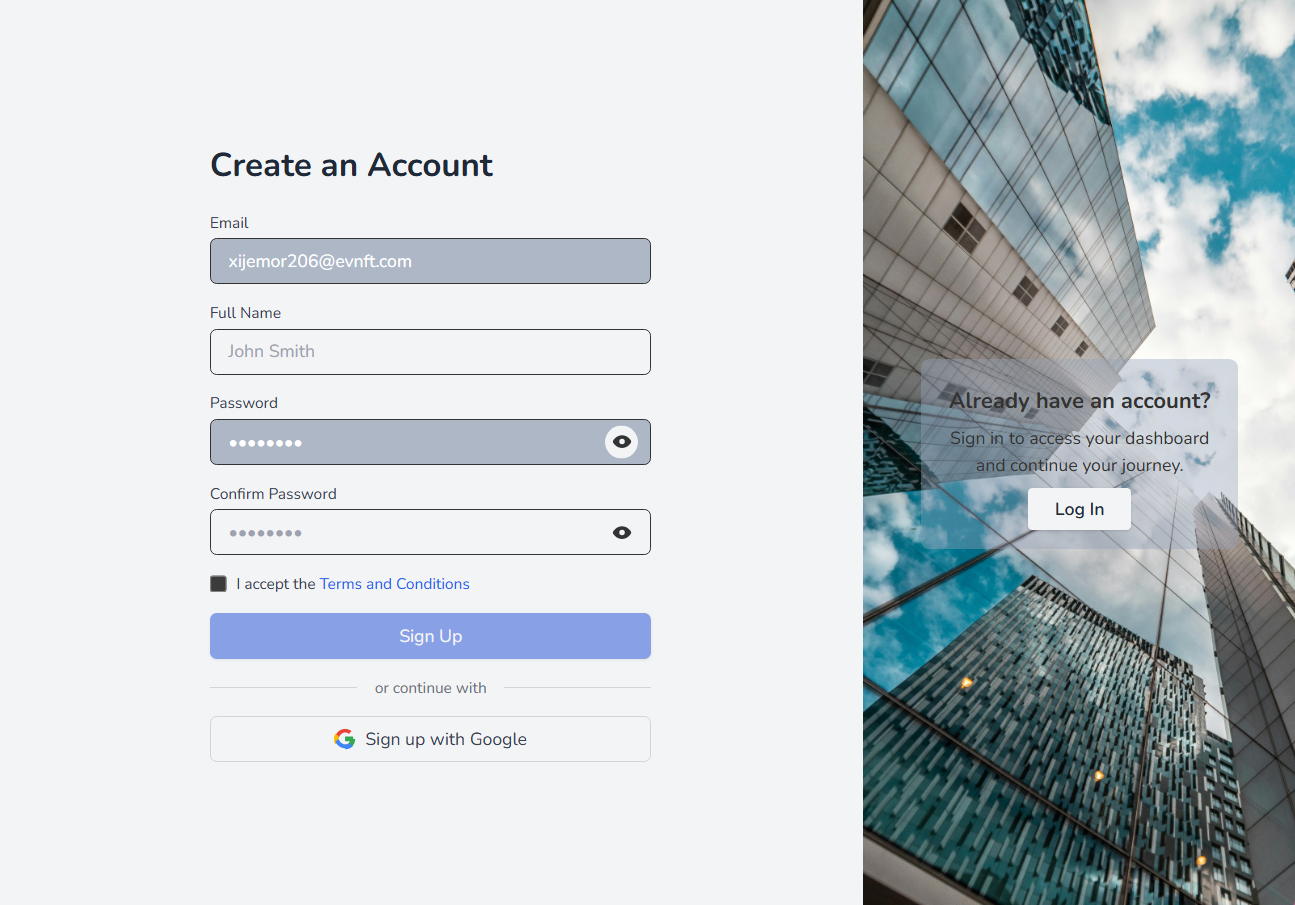 Create an Account
Email
xijemor206@evnft.com
Full Name
John Smith
Password
••••••••
Confirm Password
••••••••
I accept the Terms and Conditions
Sign Up
or continue with
Sign up with Google
Already have an account?
Sign in to access your dashboard
and continue your journey.
Log In